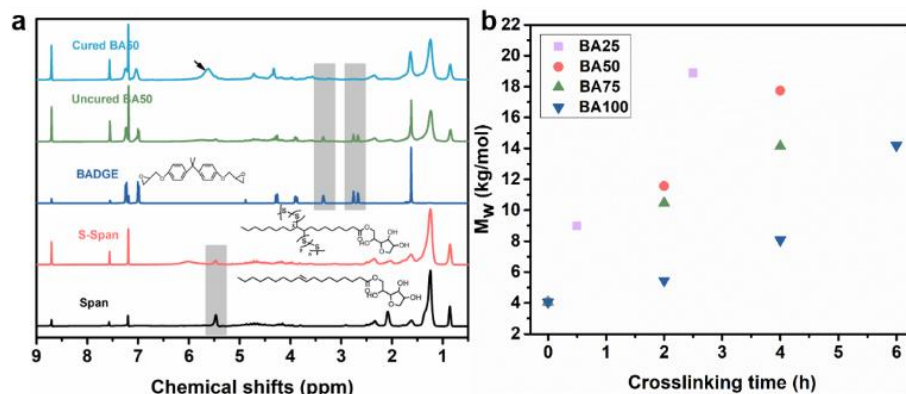 a
Cured BA50
Uncured BA50
BADGE
S-Span
Span
9 8 7 6 5 4 3 2 1
Chemical shifts (ppm)
b
BA25
BA50
BA75
BA100
22
20
18
16
14
12
10
8
6
4
2
Mw (kg/mol)
0 1 2 3 4 5 6
Crosslinking time (h)